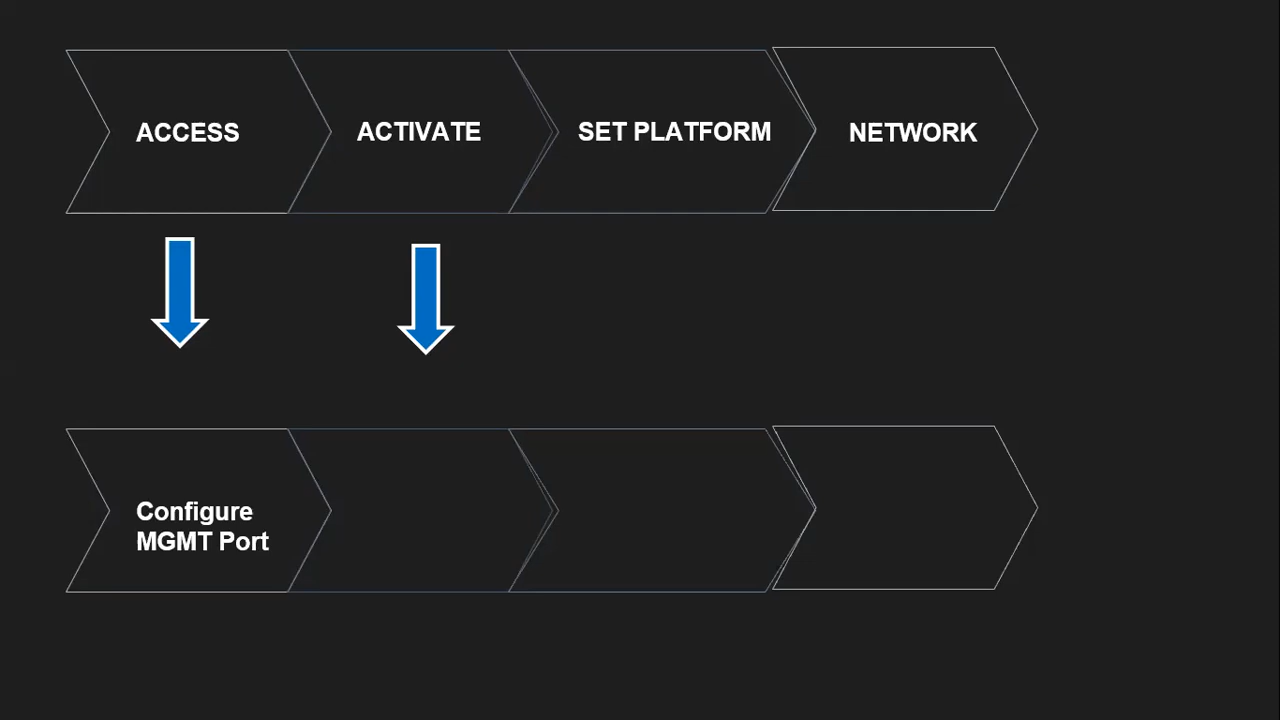 ACCESS
ACTIVATE
SET PLATFORM
NETWORK
Configure
MGMT Port